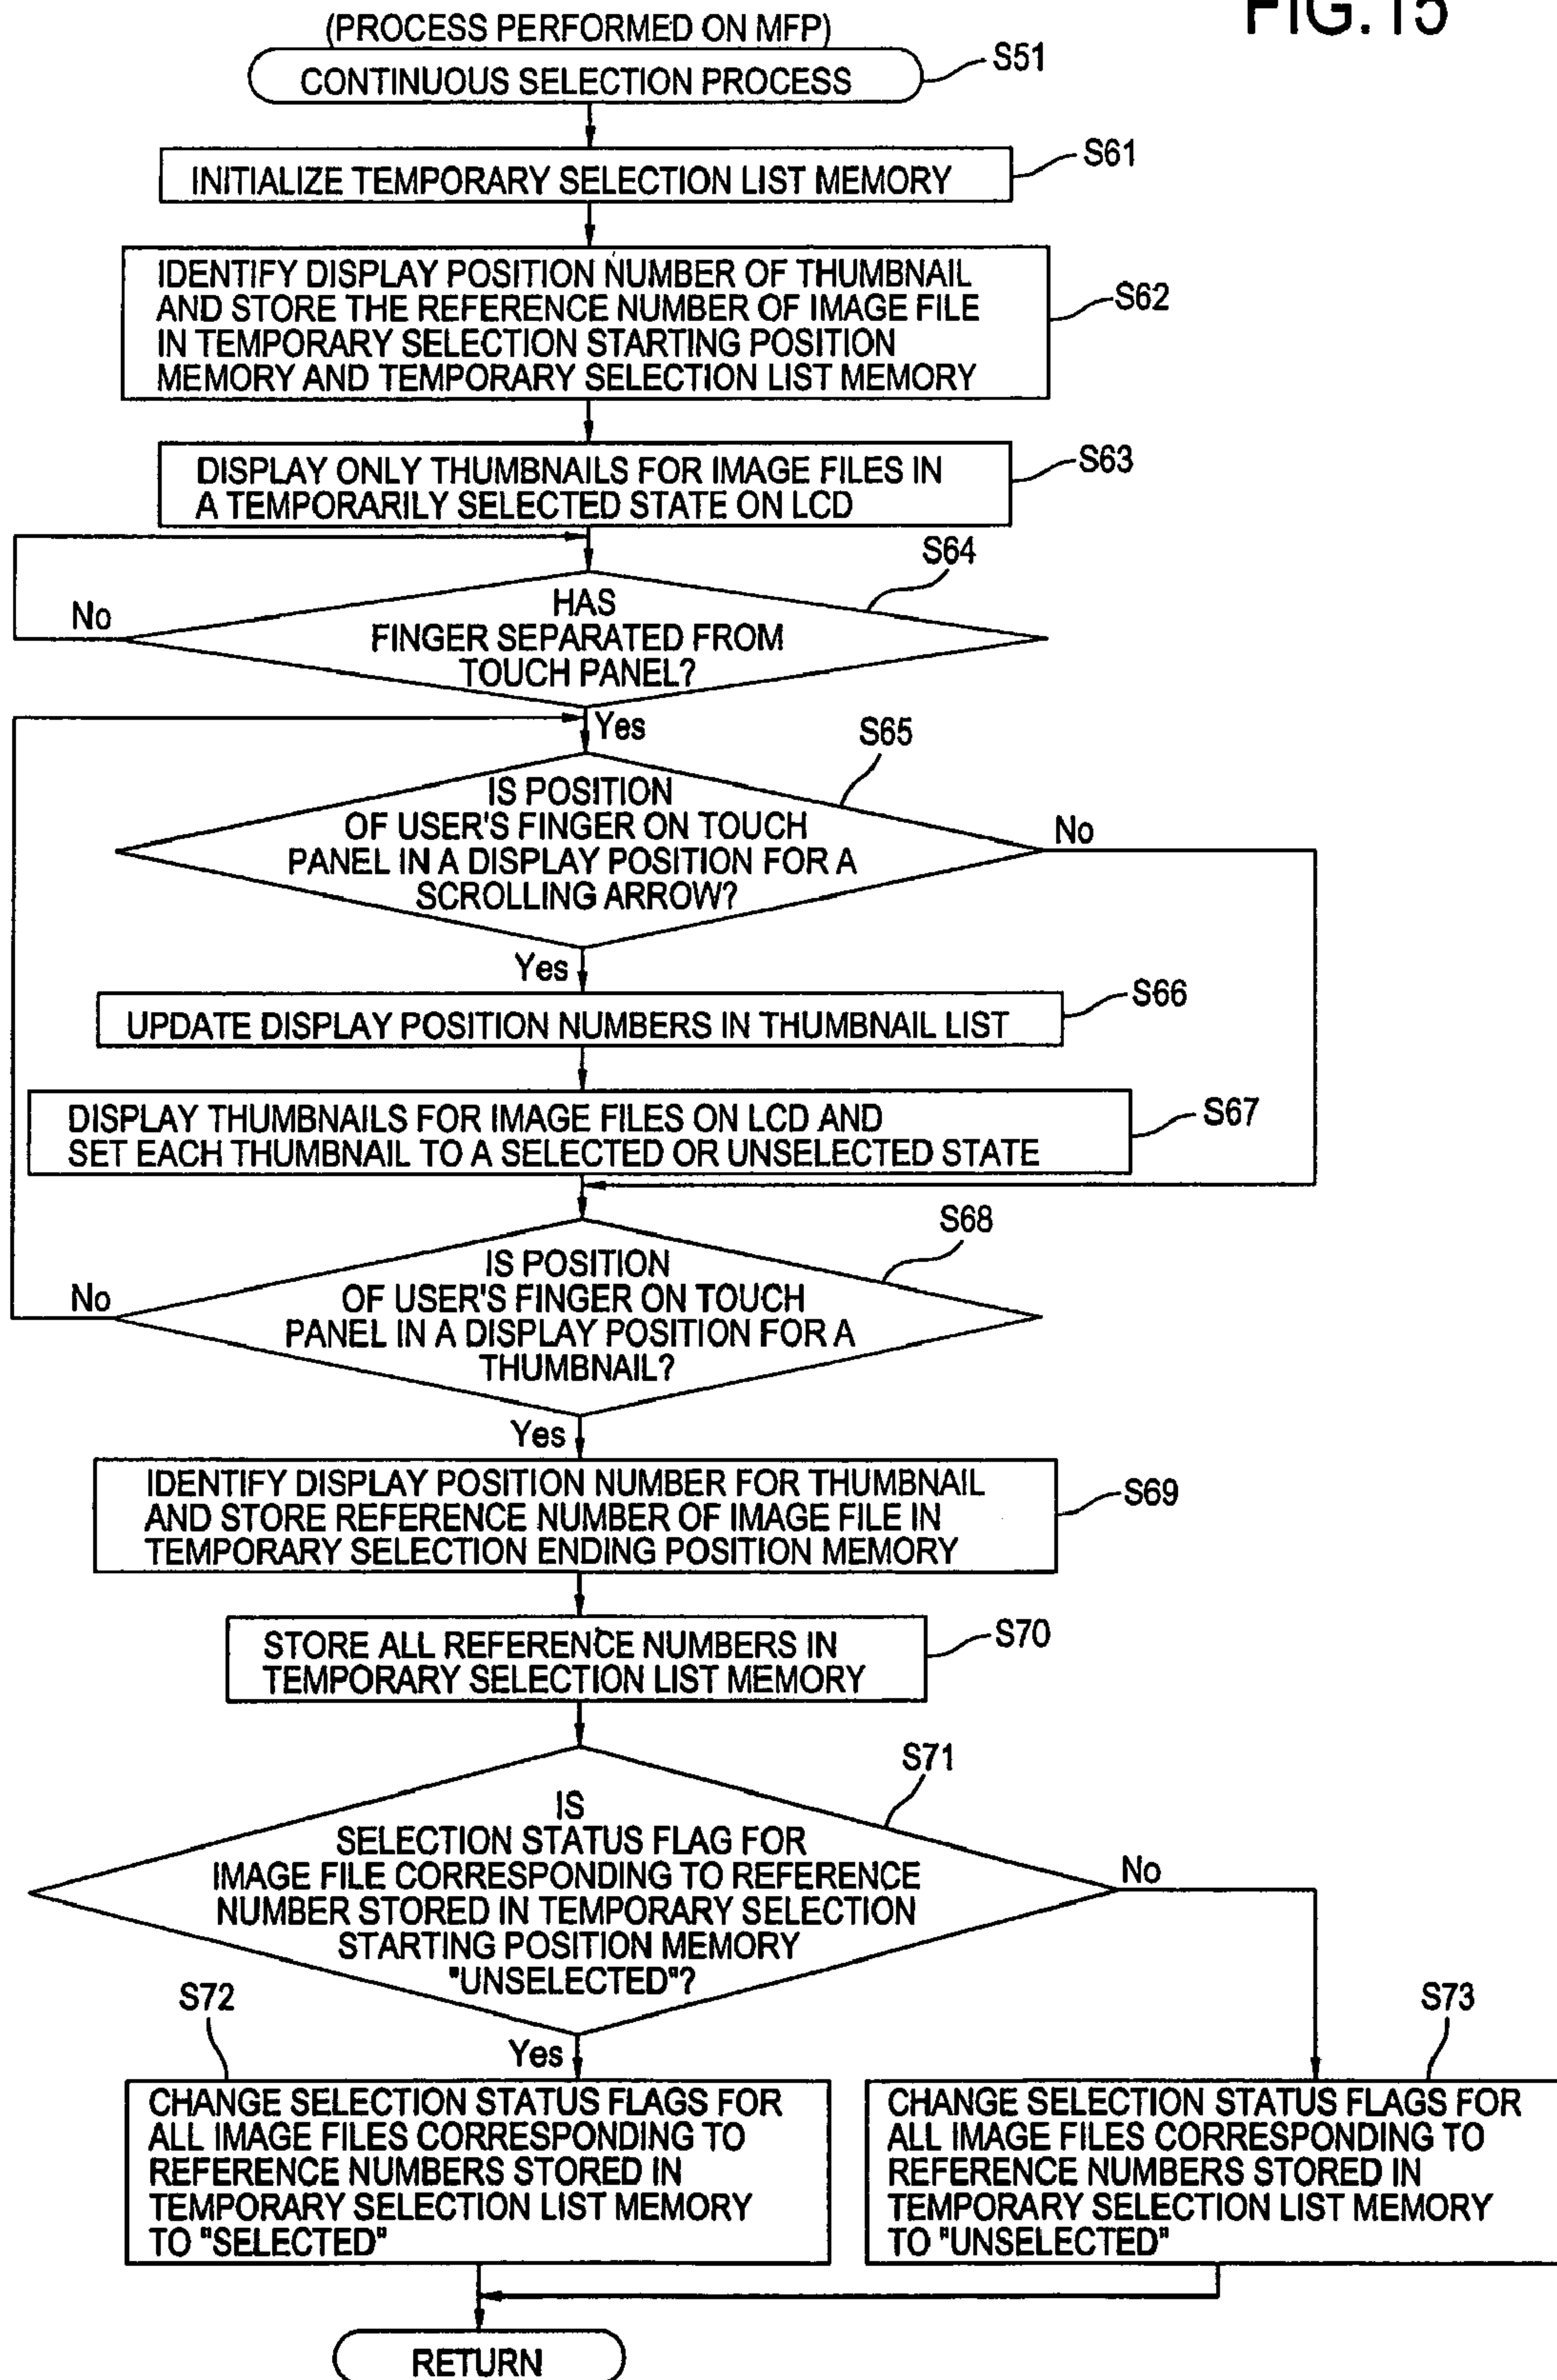 FIG. 15
(PROCESS PERFORMED ON MFP)
CONTINUOUS SELECTION PROCESS
S51
INITIALIZE TEMPORARY SELECTION LIST MEMORY
S61
IDENTIFY DISPLAY POSITION NUMBER OF THUMBNAIL
AND STORE THE REFERENCE NUMBER OF IMAGE FILE
IN TEMPORARY SELECTION STARTING POSITION
MEMORY AND TEMPORARY SELECTION LIST MEMORY
S62
DISPLAY ONLY THUMBNAILS FOR IMAGE FILES IN
A TEMPORARILY SELECTED STATE ON LCD
S63
S64
HAS
FINGER SEPARATED FROM
TOUCH PANEL?
No
Yes
S65
IS POSITION
OF USER'S FINGER ON TOUCH
PANEL IN A DISPLAY POSITION FOR A
SCROLLING ARROW?
No
Yes
S66
UPDATE DISPLAY POSITION NUMBERS IN THUMBNAIL LIST
DISPLAY THUMBNAILS FOR IMAGE FILES ON LCD AND
SET EACH THUMBNAIL TO A SELECTED OR UNSELECTED STATE
S67
S68
IS POSITION
OF USER'S FINGER ON TOUCH
PANEL IN A DISPLAY POSITION FOR A
THUMBNAIL?
No
Yes
IDENTIFY DISPLAY POSITION NUMBER FOR THUMBNAIL
AND STORE REFERENCE NUMBER OF IMAGE FILE IN
TEMPORARY SELECTION ENDING POSITION MEMORY
S69
STORE ALL REFERENCE NUMBERS IN
TEMPORARY SELECTION LIST MEMORY
S70
S71
IS
SELECTION STATUS FLAG FOR
IMAGE FILE CORRESPONDING TO REFERENCE
NUMBER STORED IN TEMPORARY SELECTION
STARTING POSITION MEMORY
"UNSELECTED"?
No
Yes
S72
CHANGE SELECTION STATUS FLAGS FOR
ALL IMAGE FILES CORRESPONDING TO
REFERENCE NUMBERS STORED IN
TEMPORARY SELECTION LIST MEMORY
TO "SELECTED"
S73
CHANGE SELECTION STATUS FLAGS FOR
ALL IMAGE FILES CORRESPONDING TO
REFERENCE NUMBERS STORED IN
TEMPORARY SELECTION LIST MEMORY
TO "UNSELECTED"
RETURN